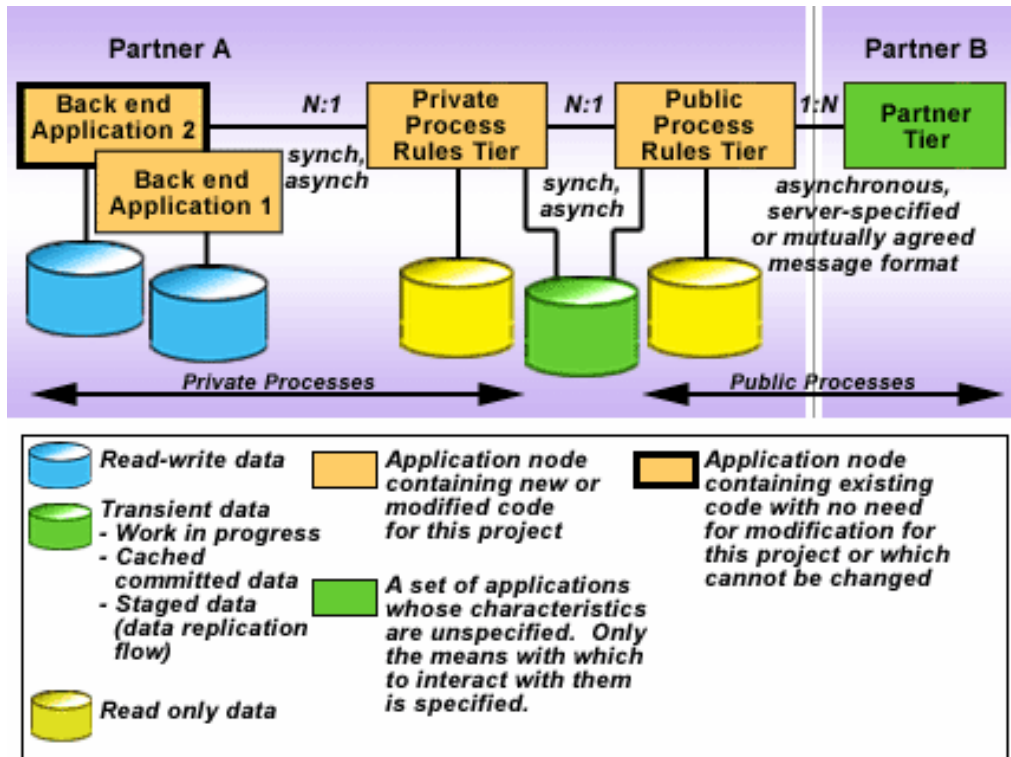 Partner A
Partner B
Back end
Application 2
N:1
Private
Process
Rules Tier
N:1
Public
Process
Rules Tier
1:N
Partner
Tier
Back end
Application 1
synch,
asynch
synch,
asynch
asynchronous,
server-specified
or mutually agreed
message format
Private Processes
Public Processes
Read-write data
Transient data
- Work in progress
- Cached
committed data
- Staged data
(data replication
flow)
Read only data
Application node
containing new or
modified code
for this project
A set of applications
whose characteristics
are unspecified. Only
the means with which
to interact with them
is specified.
Application node
containing existing
code with no need
for modification for
this project or which
cannot be changed